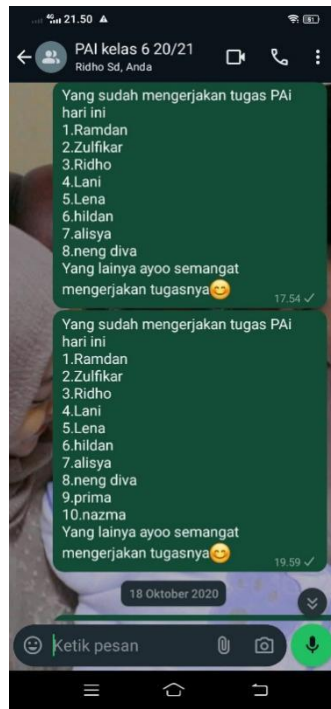 4G 21.50
PAI kelas 6 20/21
Ridho Sd, Anda
Yang sudah mengerjakan tugas PAi
hari ini
1.Ramdan
2.Zulfikar
3.Ridho
4.Lani
5.Lena
6.hildan
7.alisya
8.neng diva
Yang lainya ayoo semangat
mengerjakan tugasnya😊
17.54
Yang sudah mengerjakan tugas PAi
hari ini
1.Ramdan
2.Zulfikar
3.Ridho
4.Lani
5.Lena
6.hildan
7.alisya
8.neng diva
9.prima
10.nazma
Yang lainya ayoo semangat
mengerjakan tugasnya😊
19.59
18 Oktober 2020
Ketik pesan